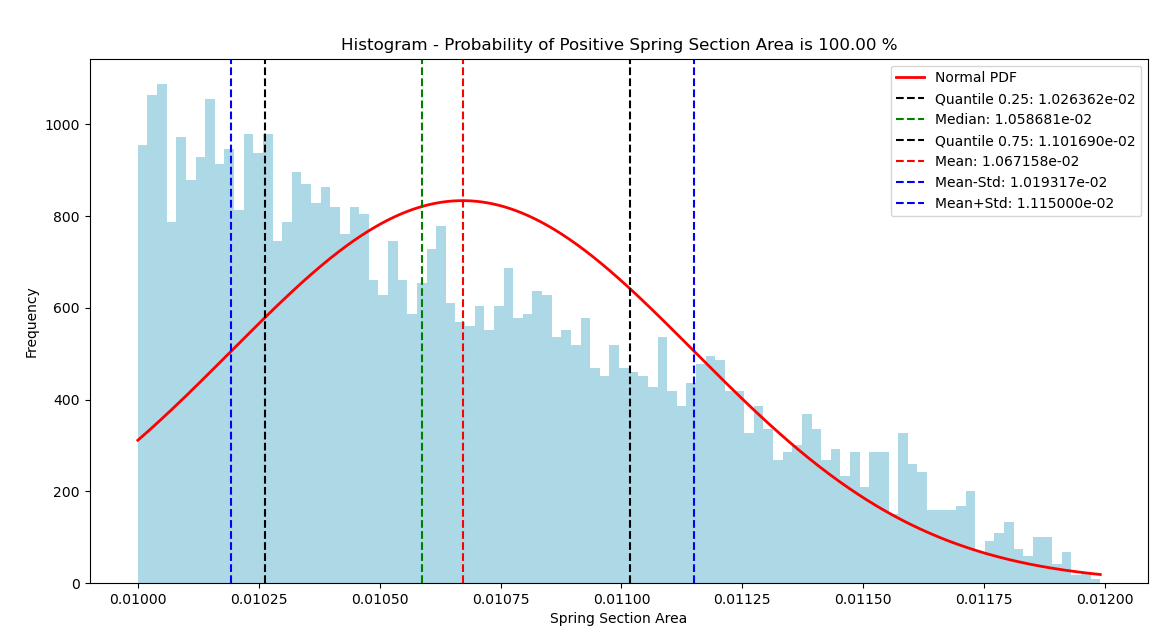 Histogram - Probability of Positive Spring Section Area is 100.00 %
Normal PDF
Quantile 0.25: 1.026362e-02
Median: 1.058681e-02
Quantile 0.75: 1.101690e-02
Mean: 1.067158e-02
Mean-Std: 1.019317e-02
Mean+Std: 1.115000e-02
Frequency
1000
800
600
400
200
0
0.01000 0.01025 0.01050 0.01075 0.01100 0.01125 0.01150 0.01175 0.01200
Spring Section Area